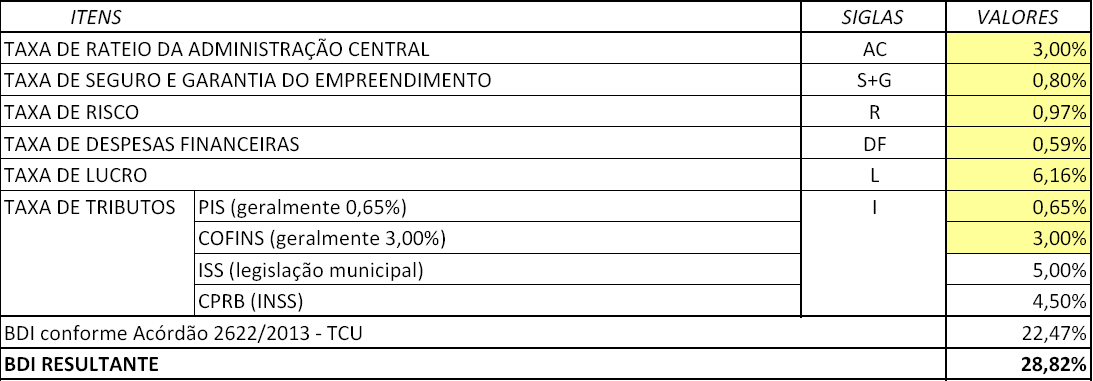 ITENS SIGLAS VALORES
TAXA DE RATEIO DA ADMINISTRAÇÃO CENTRAL AC 3,00%
TAXA DE SEGURO E GARANTIA DO EMPREENDIMENTO S+G 0,80%
TAXA DE RISCO R 0,97%
TAXA DE DESPESAS FINANCEIRAS DF 0,59%
TAXA DE LUCRO L 6,16%
TAXA DE TRIBUTOS PIS (geralmente 0,65%) I 0,65%
COFINS (geralmente 3,00%) 3,00%
ISS (legislação municipal) 5,00%
CPRB (INSS) 4,50%
BDI conforme Acórdão 2622/2013 - TCU 22,47%
BDI RESULTANTE 28,82%